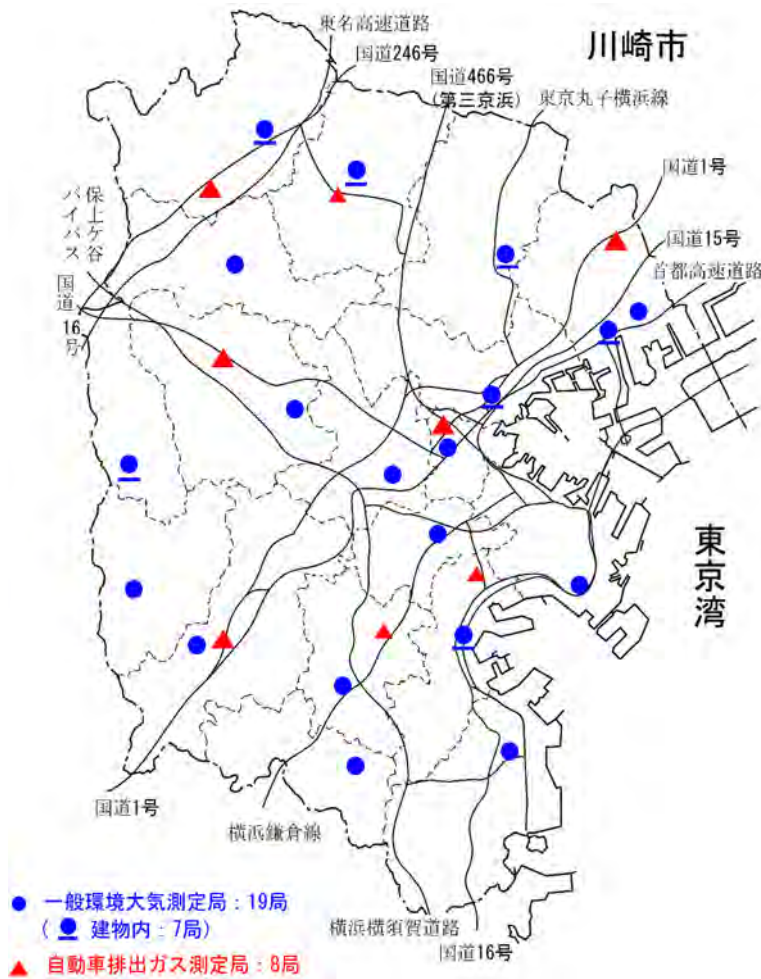 東名高速道路
川崎市
国道246号
国道466号
(第三京浜)
東京丸子横浜線
国道1号
国道15号
首都高速道路
保土ケ谷
バイパス
国道
16
号
東京湾
国道1号
横浜鎌倉線
横浜横須賀道路
国道16号
● 一般環境大気測定局：19局
( ● 建物内：7局)
▲ 自動車排出ガス測定局：8局